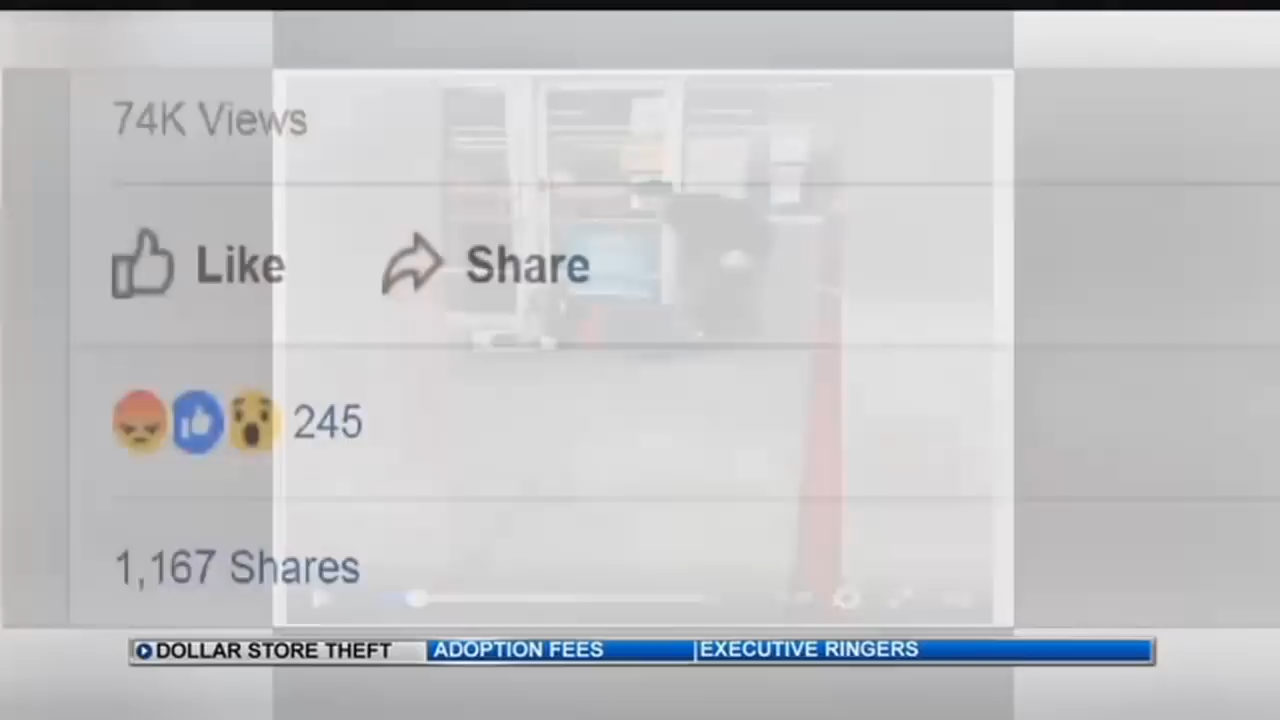 74K Views
Like Share
245
1,167 Shares
DOLLAR STORE THEFT ADOPTION FEES EXECUTIVE RINGERS